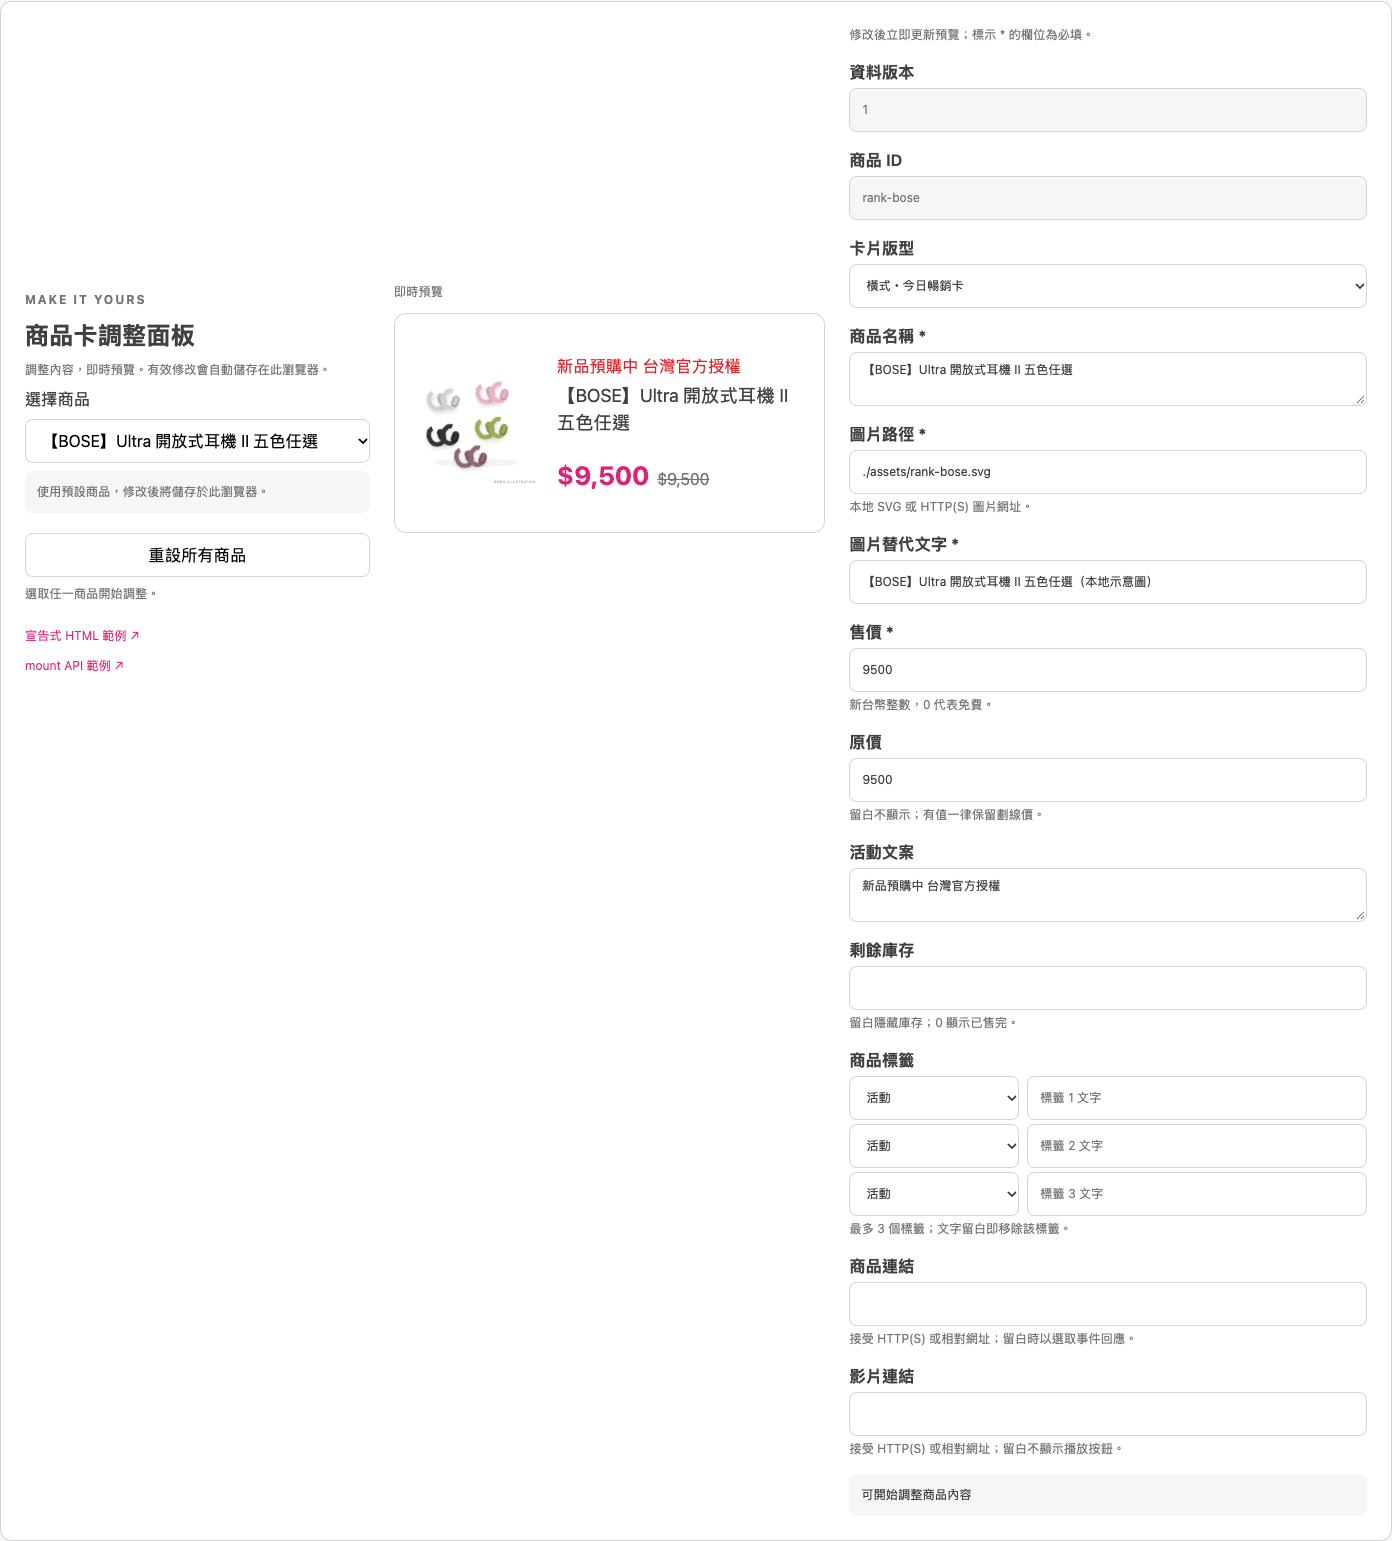 MAKE IT YOURS
商品卡調整面板
調整內容，即時預覽。有效修改會自動儲存在此瀏覽器。
選擇商品
【BOSE】Ultra 開放式耳機 II 五色任選
使用預設商品，修改後將儲存於此瀏覽器。
重設所有商品
選取任一商品開始調整。
宣告式 HTML 範例 ↗
mount API 範例 ↗
即時預覽
新品預購中 台灣官方授權
【BOSE】Ultra 開放式耳機 II
五色任選
$9,500 $9,500
DEMO ILLUSTRATION
修改後立即更新預覽；標示 * 的欄位為必填。
資料版本
1
商品 ID
rank-bose
卡片版型
橫式・今日暢銷卡
商品名稱 *
【BOSE】Ultra 開放式耳機 II 五色任選
圖片路徑 *
./assets/rank-bose.svg
本地 SVG 或 HTTP(S) 圖片網址。
圖片替代文字 *
【BOSE】Ultra 開放式耳機 II 五色任選（本地示意圖）
售價 *
9500
新台幣整數，0 代表免費。
原價
9500
留白不顯示；有值一律保留劃線價。
活動文案
新品預購中 台灣官方授權
剩餘庫存
留白隱藏庫存；0 顯示已售完。
商品標籤
活動 標籤 1 文字
活動 標籤 2 文字
活動 標籤 3 文字
最多 3 個標籤；文字留白即移除該標籤。
商品連結
接受 HTTP(S) 或相對網址；留白時以選取事件回應。
影片連結
接受 HTTP(S) 或相對網址；留白不顯示播放按鈕。
可開始調整商品內容